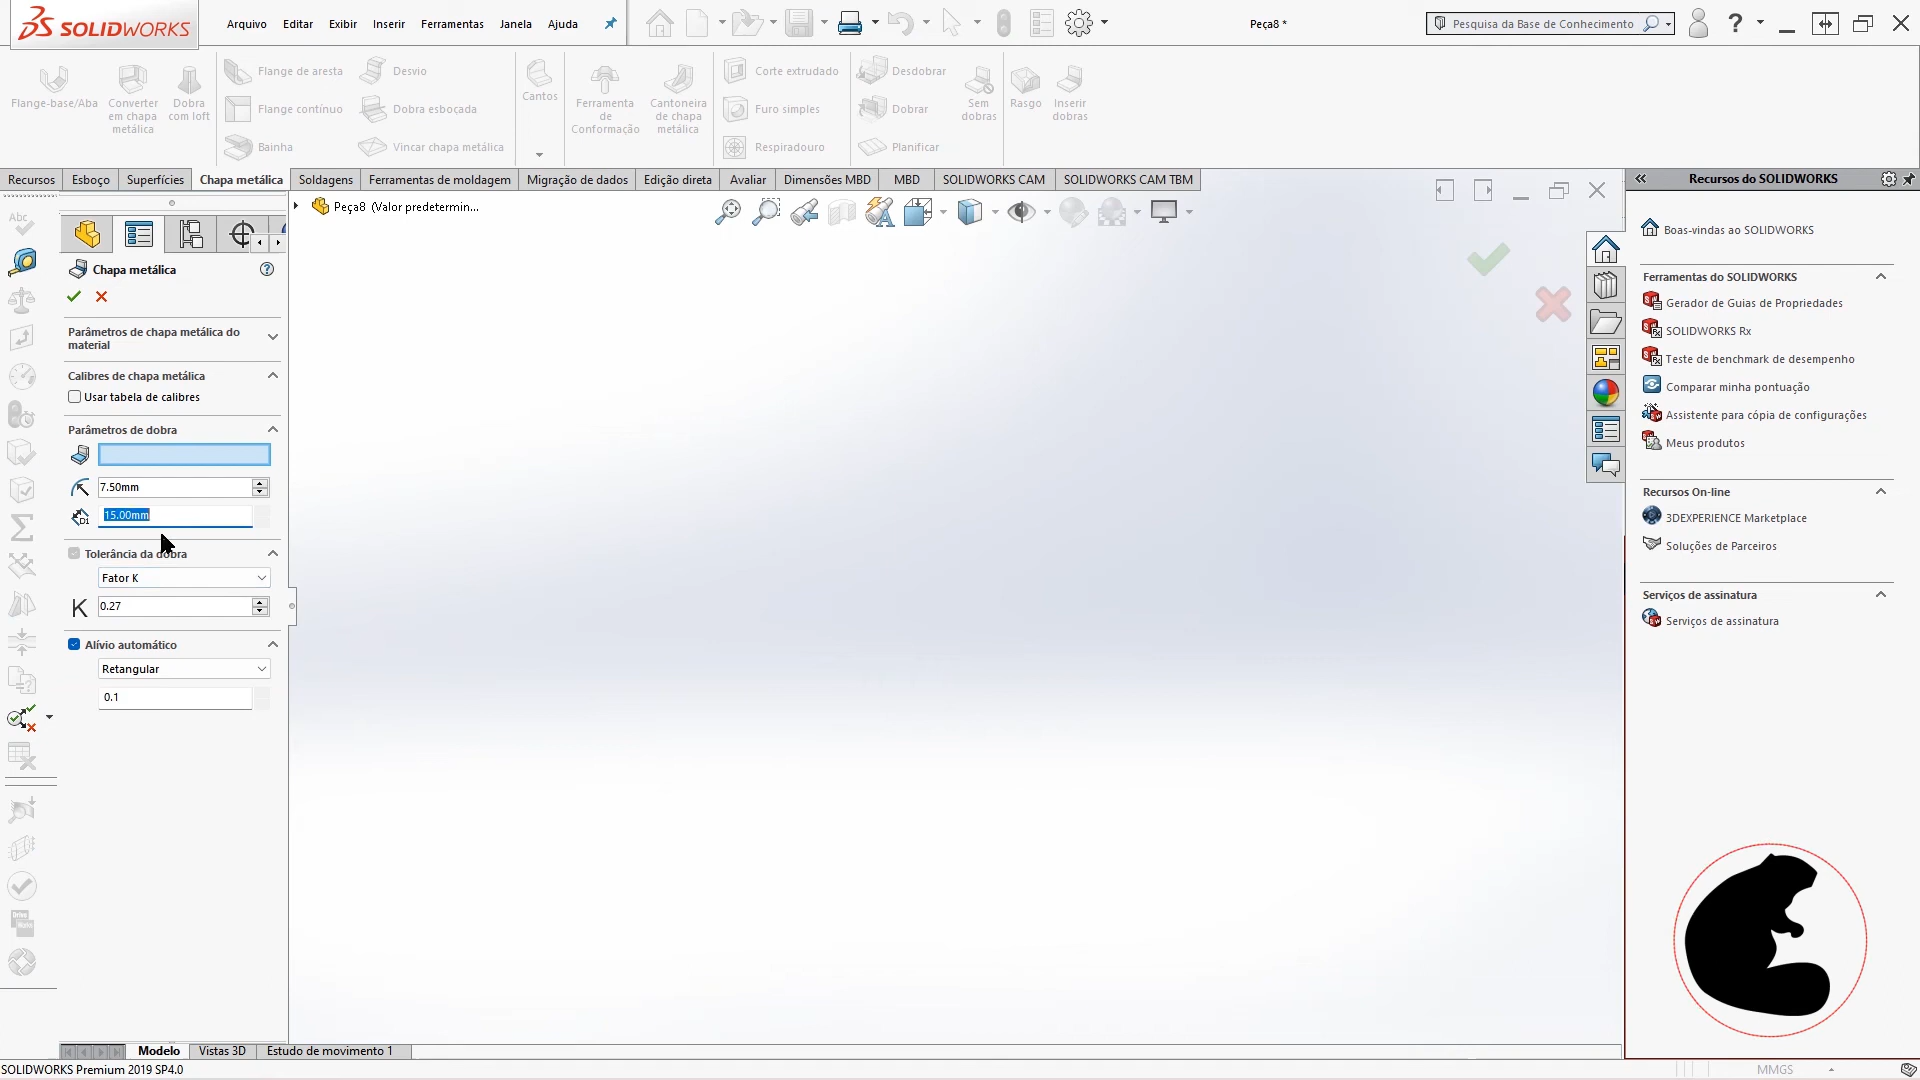 SOLIDWORKS
Arquivo Editar Exibir Inserir Ferramentas Janela Ajuda
Peça8 *
Pesquisa da Base de Conhecimento
?
Flange-base/Aba
Converter
em chapa
metálica
Dobra
com loft
Flange de aresta
Flange contínuo
Bainha
Desvio
Dobra esboçada
Vincar chapa metálica
Cantos
Ferramenta
de
Conformação
Cantoneira
de chapa
metálica
Corte extrudado
Furo simples
Respiradouro
Desdobrar
Dobrar
Planificar
Sem
dobras
Rasgo
Inserir
dobras
Recursos Esboço Superfícies Chapa metálica Soldagens Ferramentas de moldagem Migração de dados Edição direta Avaliar Dimensões MBD MBD SOLIDWORKS CAM SOLIDWORKS CAM TBM
Peça8 (Valor predetermin...
Abc
Chapa metálica
Parâmetros de chapa metálica do
material
Calibres de chapa metálica
Usar tabela de calibres
Parâmetros de dobra
7.50mm
D1
15.00mm
Tolerância da dobra
Fator K
K
0.27
Alívio automático
Retangular
0.1
Recursos do SOLIDWORKS
Boas-vindas ao SOLIDWORKS
Ferramentas do SOLIDWORKS
Gerador de Guias de Propriedades
SOLIDWORKS Rx
Teste de benchmark de desempenho
Comparar minha pontuação
Assistente para cópia de configurações
Meus produtos
Recursos On-line
3DEXPERIENCE Marketplace
Soluções de Parceiros
Serviços de assinatura
Serviços de assinatura
Modelo Vistas 3D Estudo de movimento 1
SOLIDWORKS Premium 2019 SP4.0
MMGS